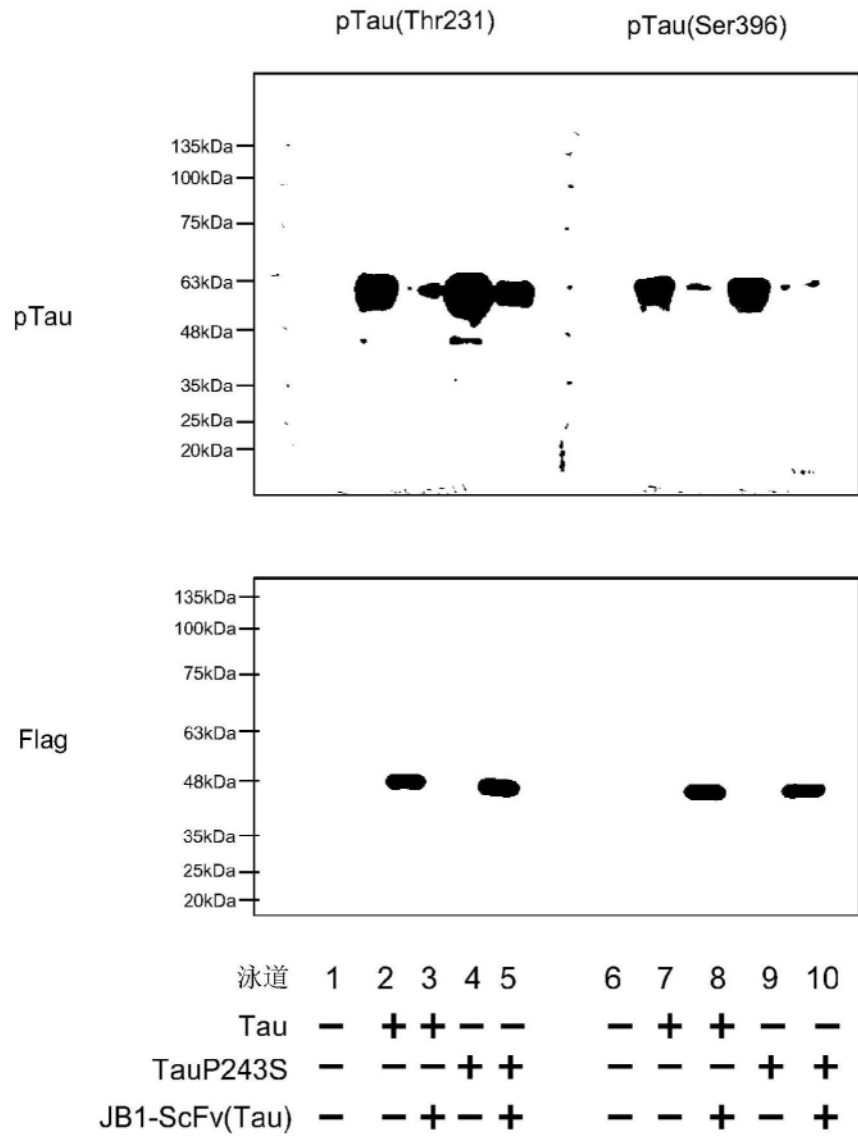 pTau(Thr231) pTau(Ser396)
135kDa
100kDa
75kDa
63kDa
pTau
48kDa
35kDa
25kDa
20kDa
135kDa
100kDa
75kDa
63kDa
Flag
48kDa
35kDa
25kDa
20kDa
泳道 1 2 3 4 5 6 7 8 9 10
Tau − + + − − − + + − −
TauP243S − − − + + − − − + +
JB1-ScFv(Tau) − − + − + − − + − +